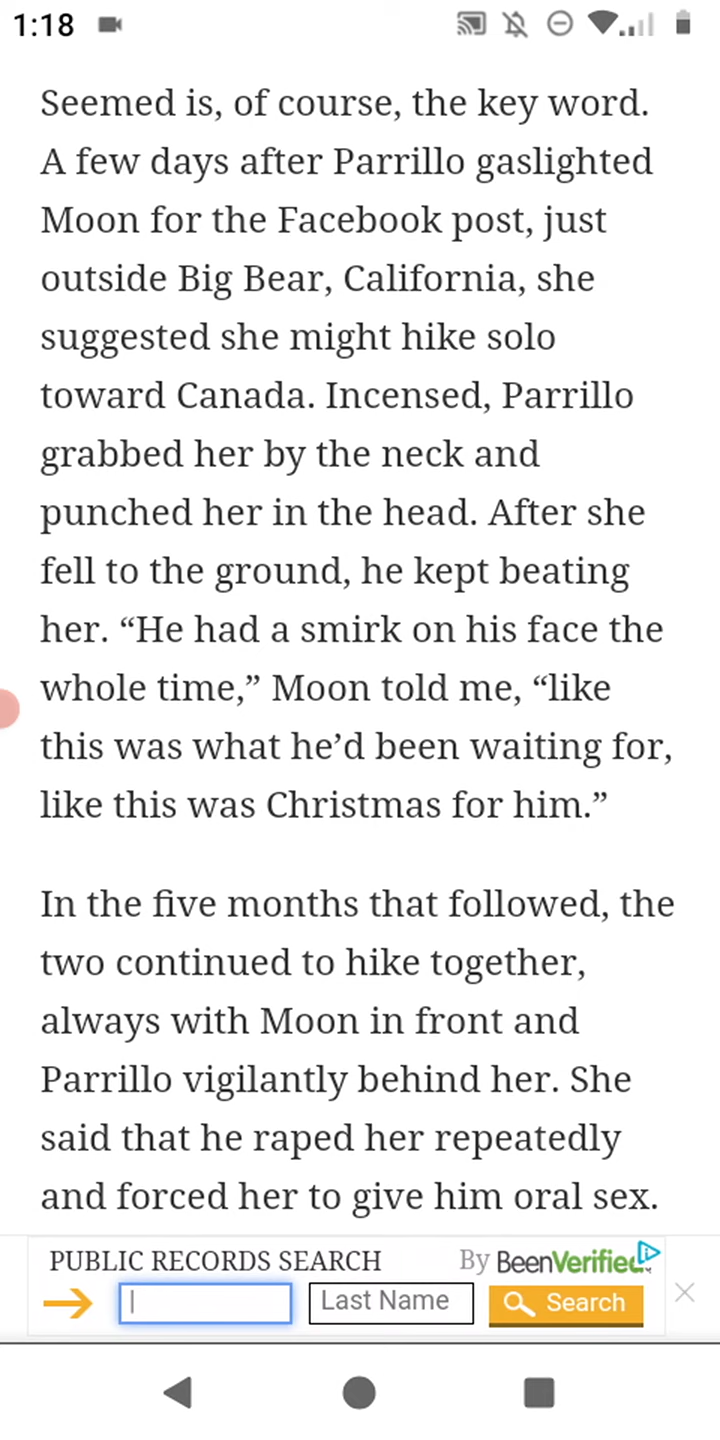 1:18
Seemed is, of course, the key word.
A few days after Parrillo gaslighted
Moon for the Facebook post, just
outside Big Bear, California, she
suggested she might hike solo
toward Canada. Incensed, Parrillo
grabbed her by the neck and
punched her in the head. After she
fell to the ground, he kept beating
her. “He had a smirk on his face the
whole time,” Moon told me, “like
this was what he’d been waiting for,
like this was Christmas for him.”
In the five months that followed, the
two continued to hike together,
always with Moon in front and
Parrillo vigilantly behind her. She
said that he raped her repeatedly
and forced her to give him oral sex.
PUBLIC RECORDS SEARCH By BeenVerified
Last Name Search